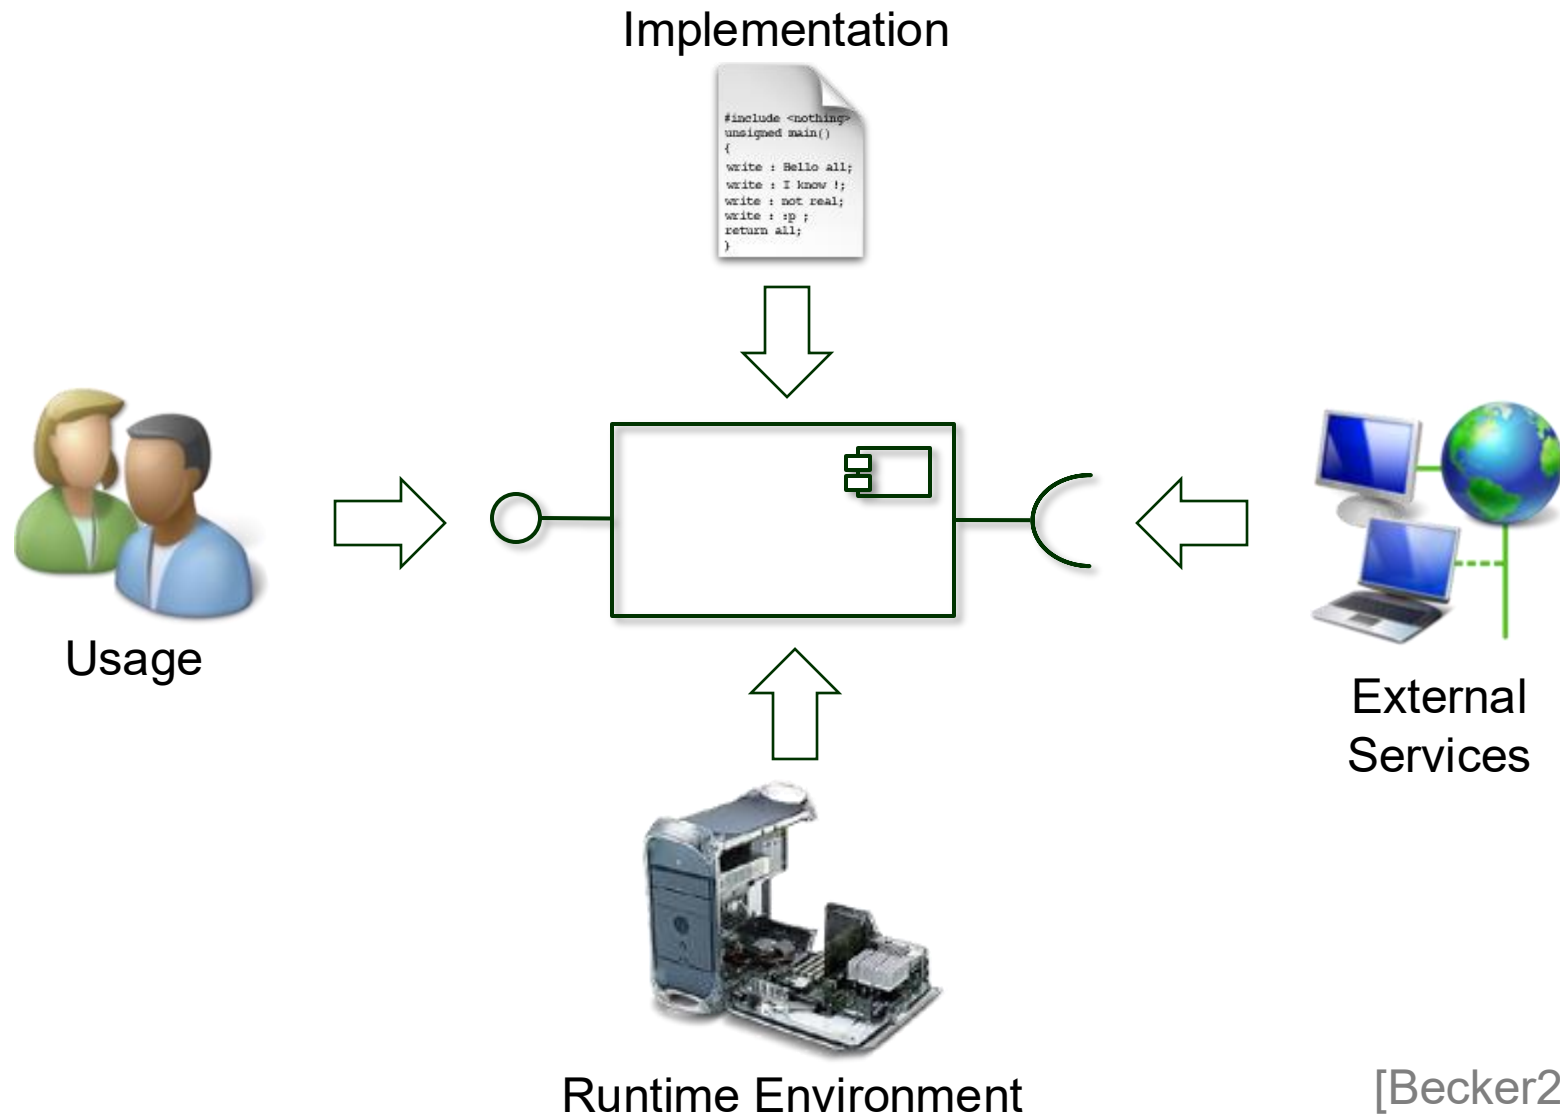 Implementation
#include <nothing>
unsigned main()
{
write : Hello all;
write : I know !;
write : not real;
write : :p ;
return all;
}
Usage
External
Services
Runtime Environment
[Becker2